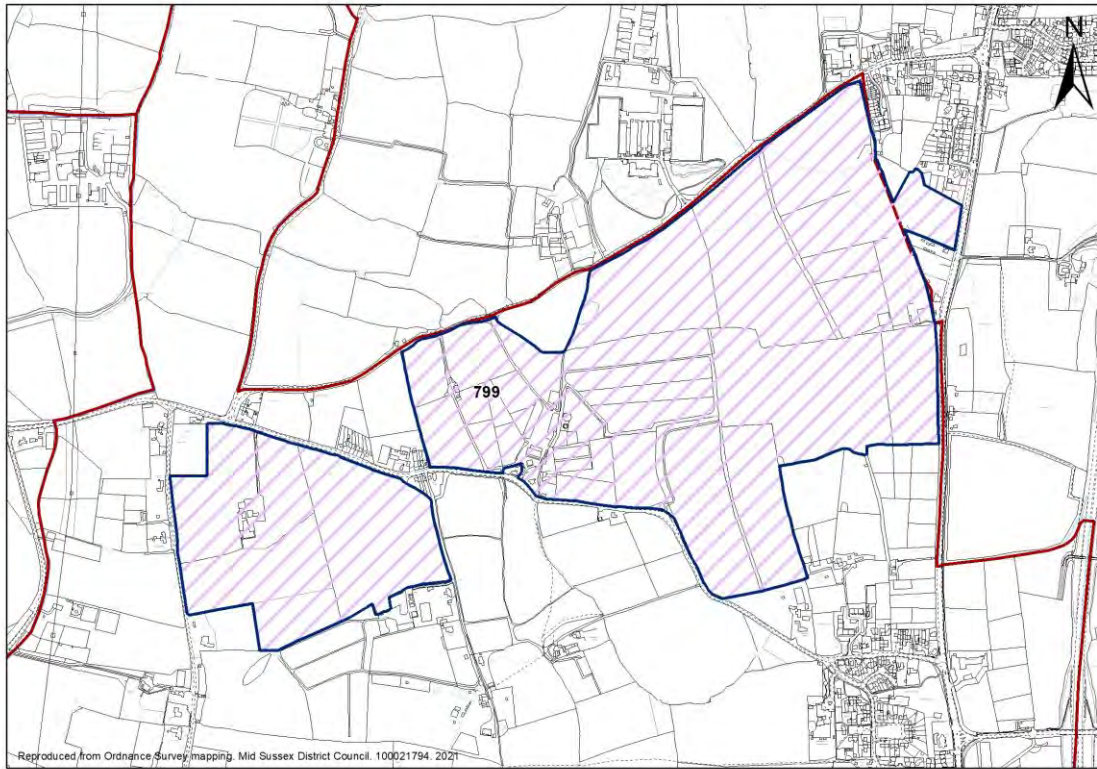 N
799
Reproduced from Ordnance Survey mapping. Mid Sussex District Council. 100021794. 2021